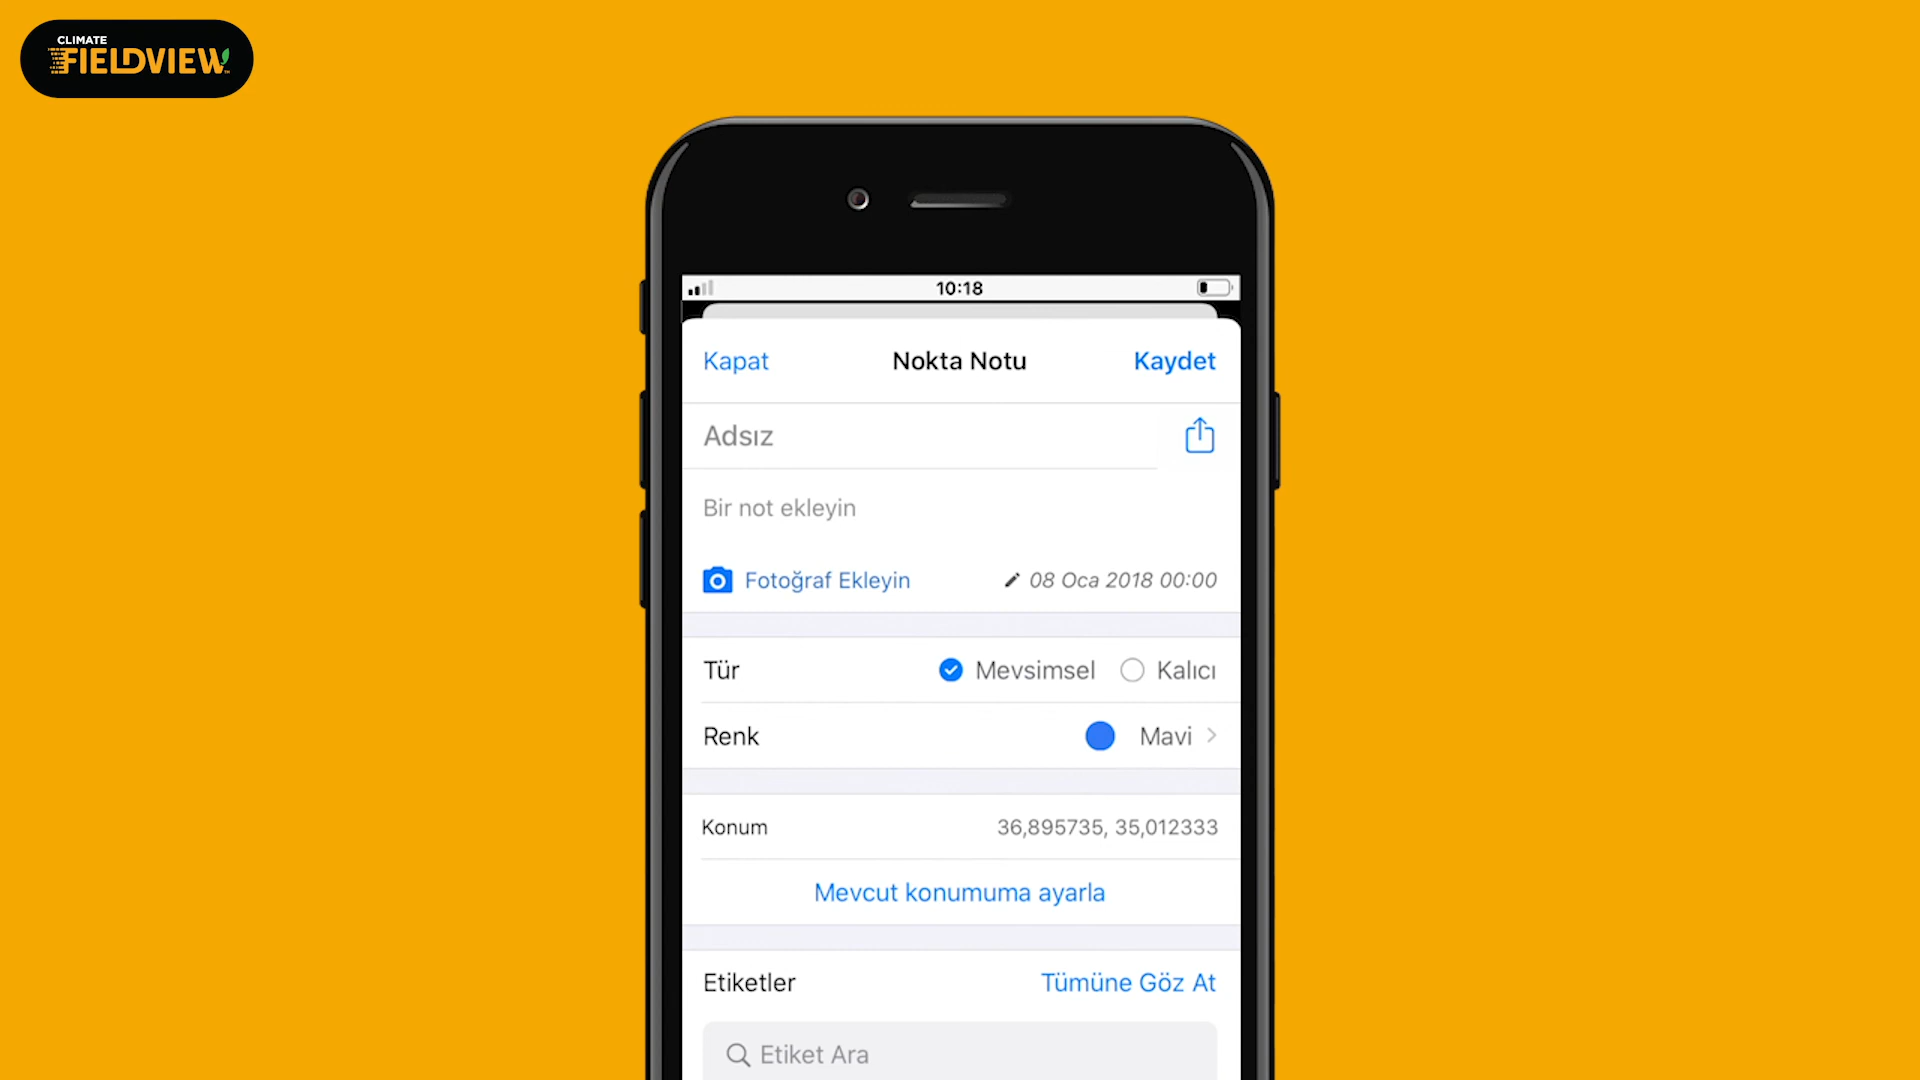 CLIMATE
FIELDVIEW™
10:18
Kapat
Nokta Notu
Kaydet
Adsız
Bir not ekleyin
Fotoğraf Ekleyin
08 Oca 2018 00:00
Tür
Mevsimsel
Kalıcı
Renk
Mavi
Konum
36,895735, 35,012333
Mevcut konumuma ayarla
Etiketler
Tümüne Göz At
Etiket Ara